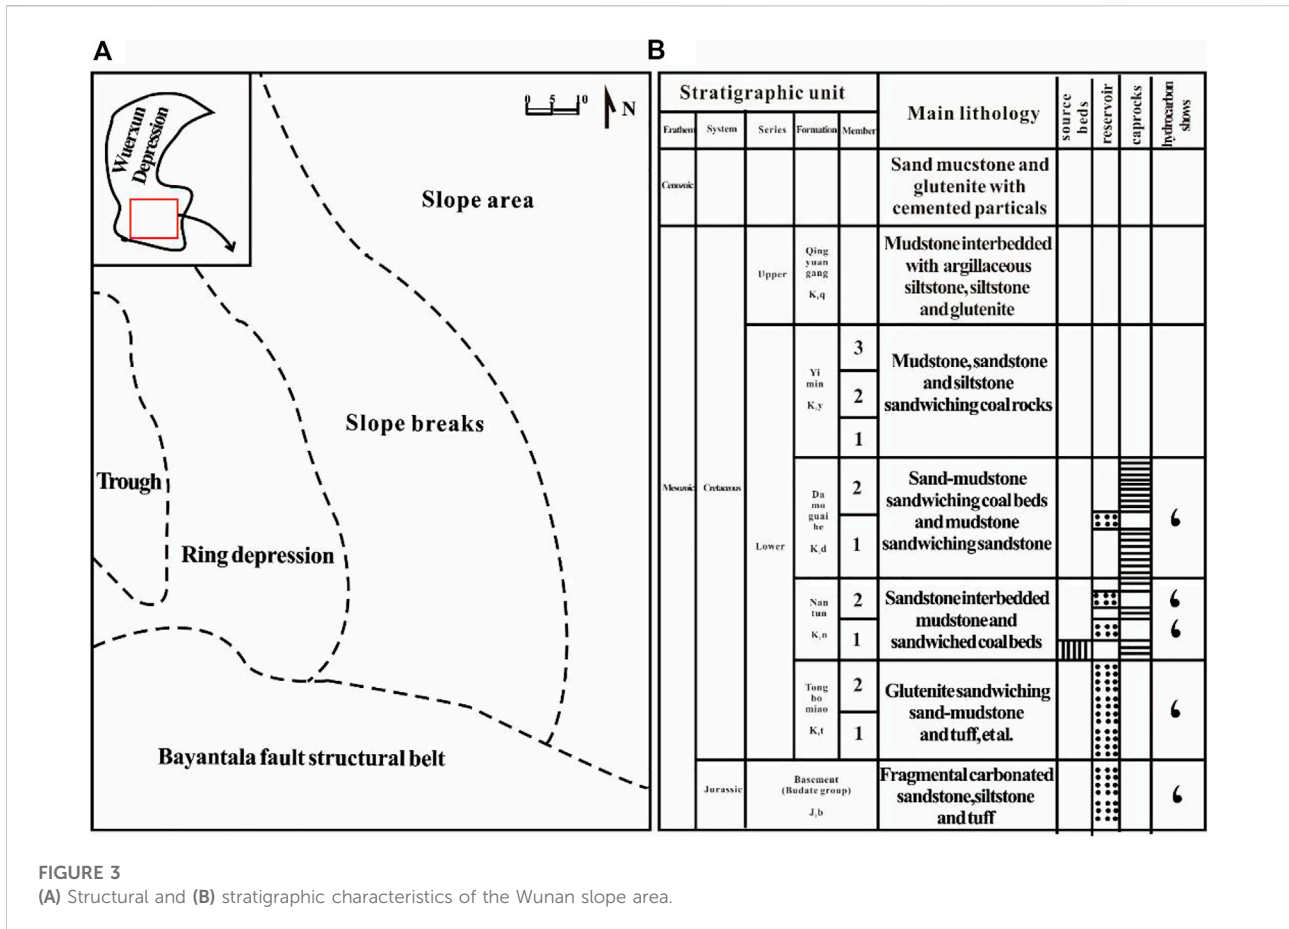 A
B
Wuerxun
Depression
0 5 10
N
Slope area
Slope breaks
Trough
Ring depression
Bayantala fault structural belt
Stratigraphic unit
Main lithology
source
beds
reservoir
caprocks
hydrocarbon
shows
Erathem
System
Series
Formation
Member
Cenozoic
Sand mucstone and
glutenite with
cemented particals
Mesozoic
Cretaceous
Upper
Qing
yuan
gang
K₂q
Mudstone interbedded
with argillaceous
siltstone, siltstone
and glutenite
Lower
Yi
min
K₁y
3
2
1
Mudstone, sandstone
and siltstone
sandwiching coal rocks
Da
mo
guai
he
K₁d
2
1
Sand-mudstone
sandwiching coal beds
and mudstone
sandwiching sandstone
Nan
tun
K₁n
2
1
Sandstone interbedded
mudstone and
sandwiched coal beds
Tong
bo
miao
K₁t
2
1
Glutenite sandwiching
sand-mudstone
and tuff, et al.
Jurassic
Basement
(Budate group)
Fragmental carbonated
sandstone, siltstone
and tuff
FIGURE 3
(A) Structural and (B) stratigraphic characteristics of the Wunan slope area.